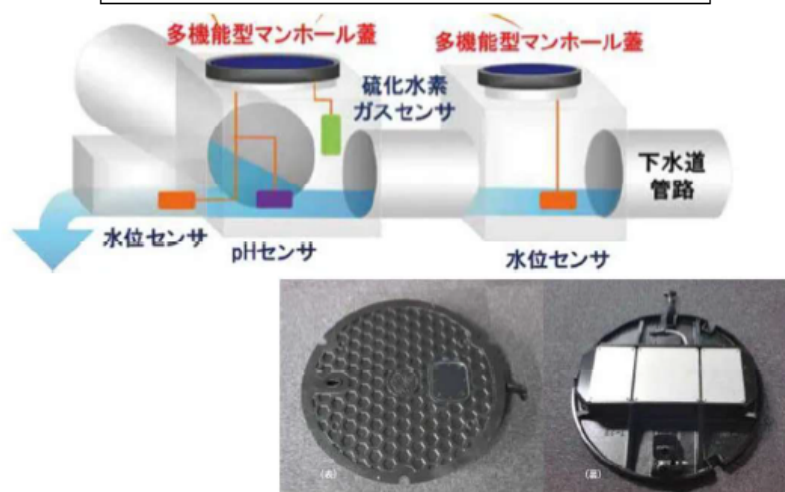 多機能型マンホール蓋
多機能型マンホール蓋
硫化水素
ガスセンサ
下水道
管路
水位センサ
pHセンサ
水位センサ
(表)
(裏)